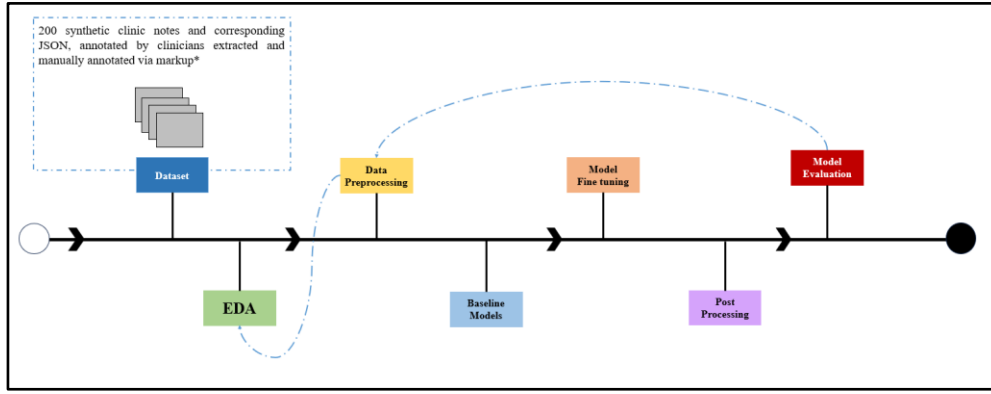 200 synthetic clinic notes and corresponding
JSON, annotated by clinicians extracted and
manually annotated via markup*
Dataset
Data
Preprocessing
Model
Fine tuning
Model
Evaluation
EDA
Baseline
Models
Post
Processing